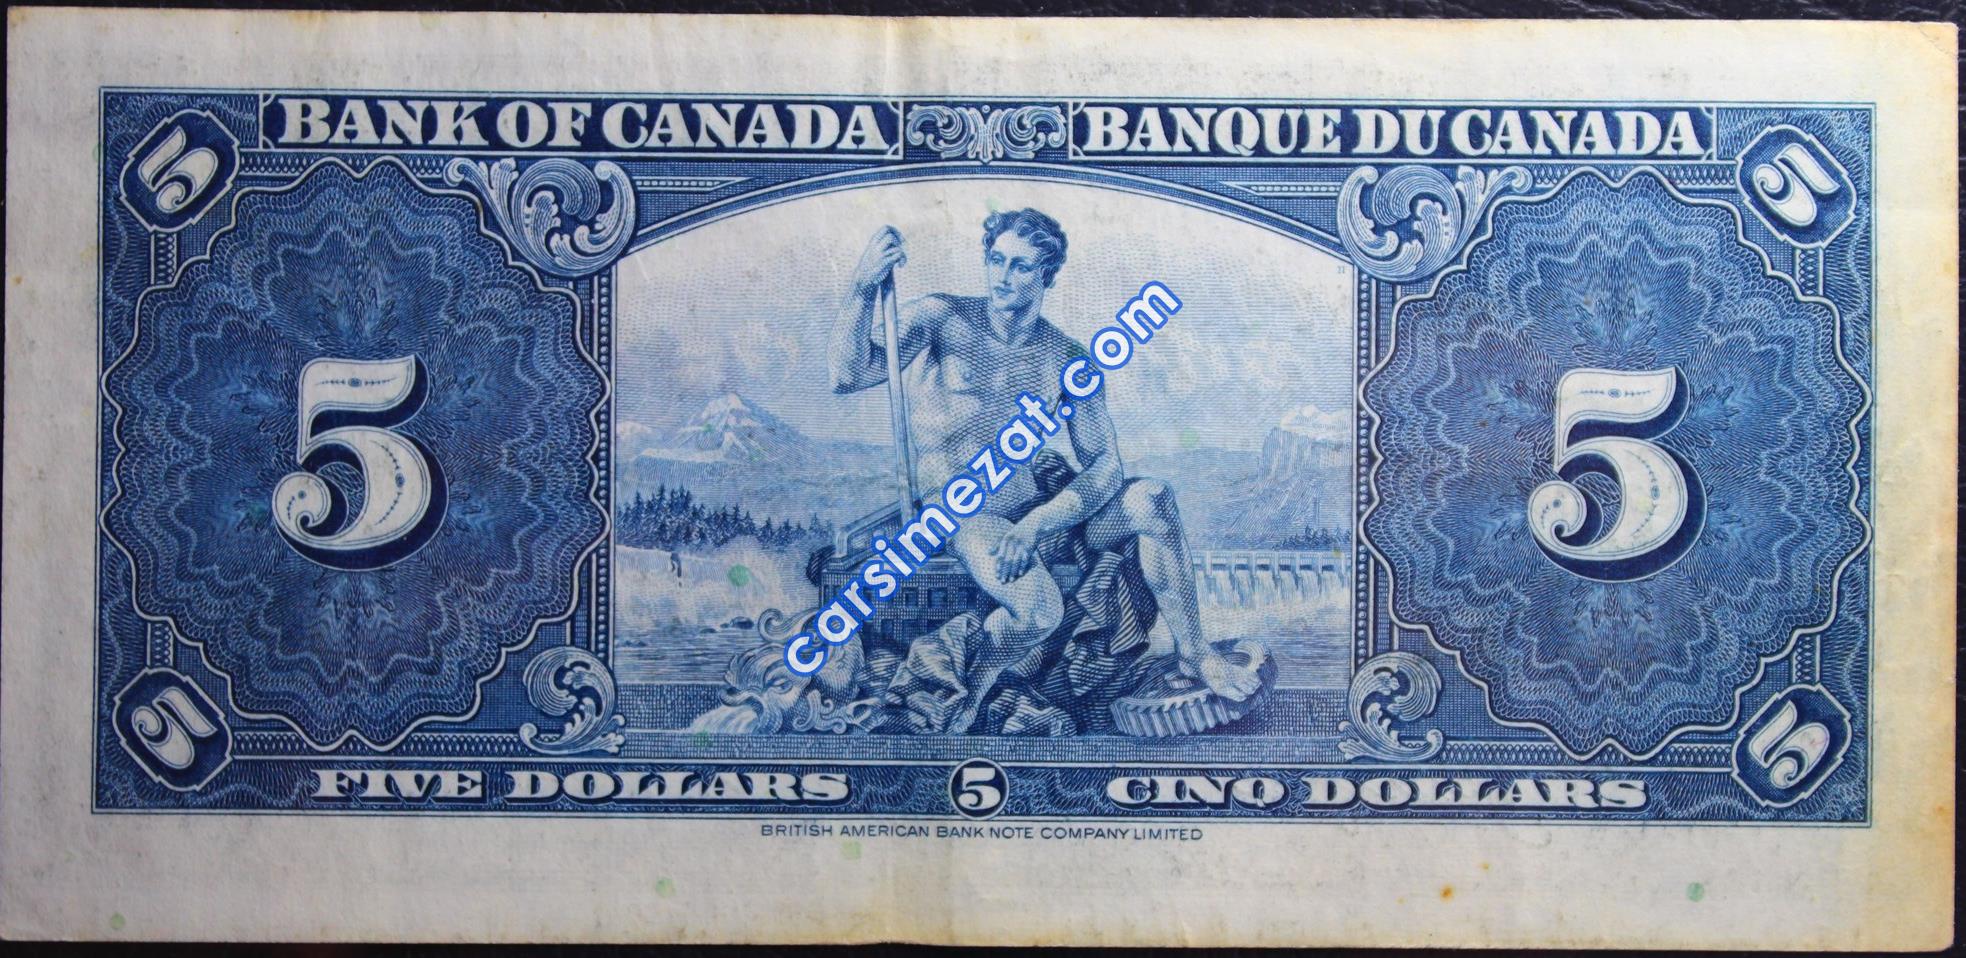 BANK OF CANADA BANQUE DU CANADA
5 5
11
5 5
carsimezat.com
5 5
FIVE DOLLARS 5 CINQ DOLLARS
BRITISH AMERICAN BANK NOTE COMPANY LIMITED